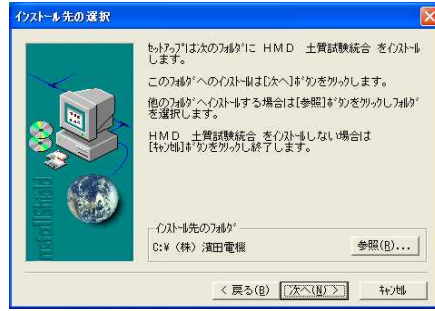 インストール先の選択
セットアップは次のフォルダに ＨＭＤ　土質試験統合 をインストール
します。
このフォルダへのインストールは[次へ]ボタンをクリックします。
他のフォルダへインストールする場合は[参照]ボタンをクリックしフォルダ
を選択します。
ＨＭＤ　土質試験統合 をインストールしない場合は
[キャンセル]ボタンをクリックし終了します。
InstallShield
インストール先のフォルダ
C:¥（株）濱田電機
参照(R)...
< 戻る(B)
次へ(N) >
キャンセル